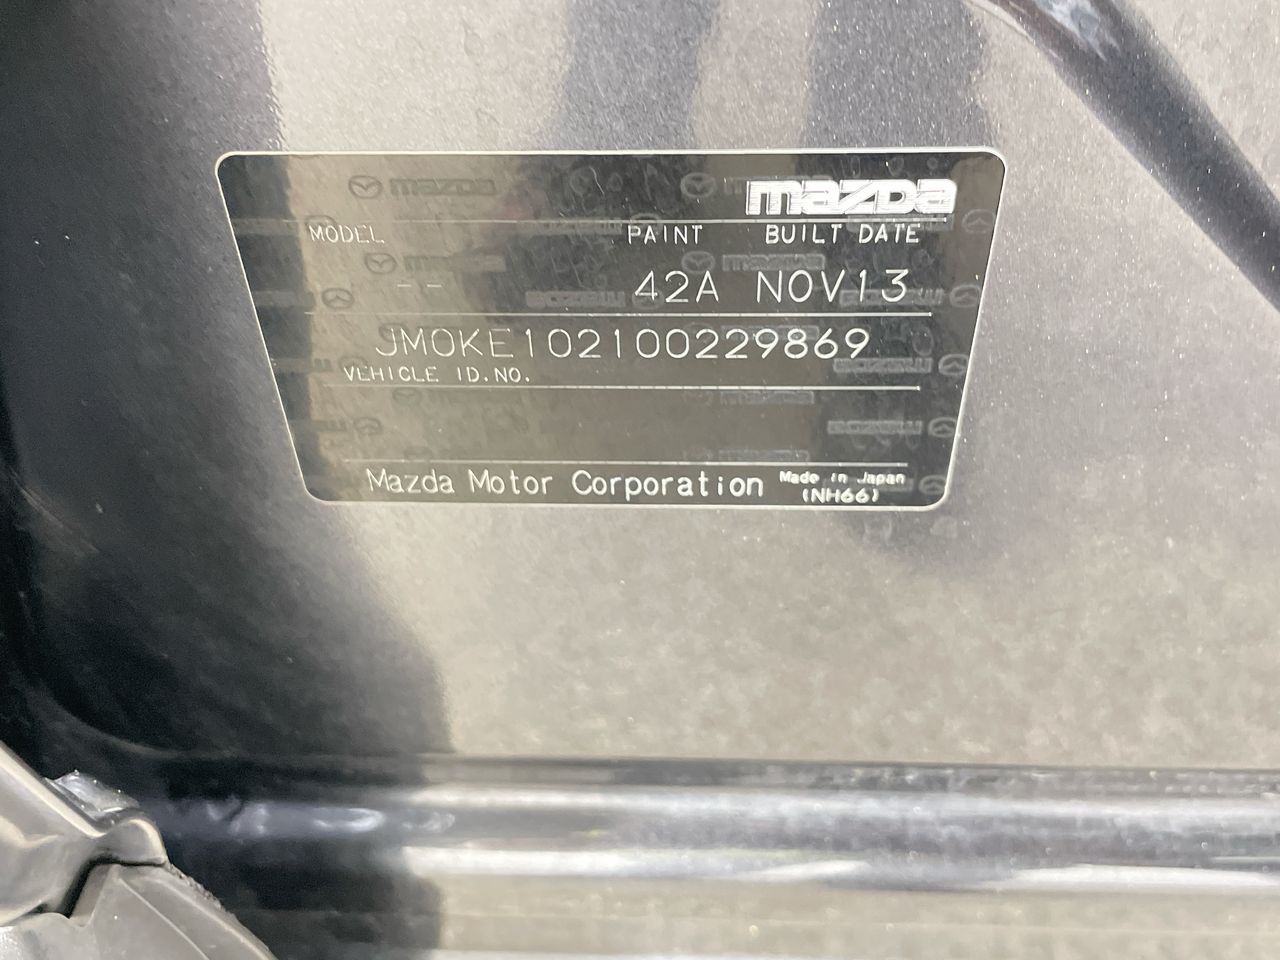 mazda
MODEL PAINT BUILT DATE
-- 42A NOV13
JM0KE102100229869
VEHICLE ID.NO.
Mazda Motor Corporation Made in Japan
(NH66)